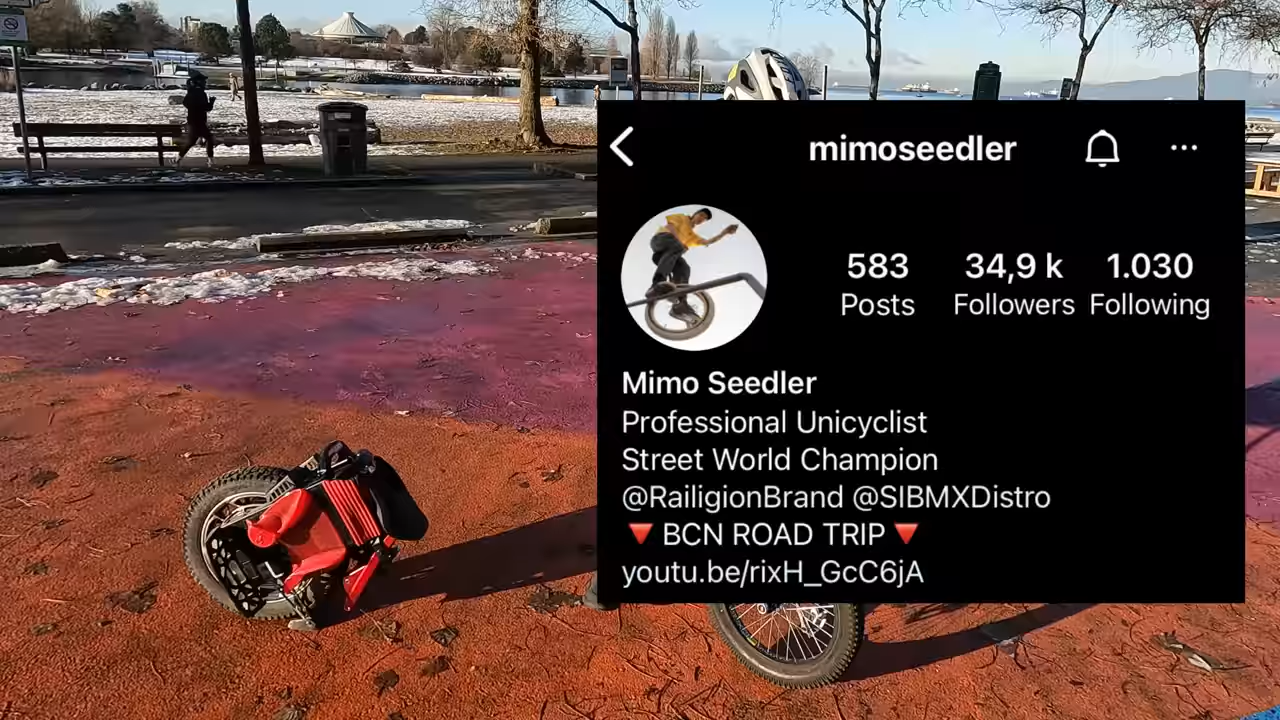 mimoseedler
583
34,9 k
1.030
Posts
Followers
Following
Mimo Seedler
Professional Unicyclist
Street World Champion
@RailigionBrand @SIBMXDistro
🔻 BCN ROAD TRIP 🔻
youtu.be/rixH_GcC6jA